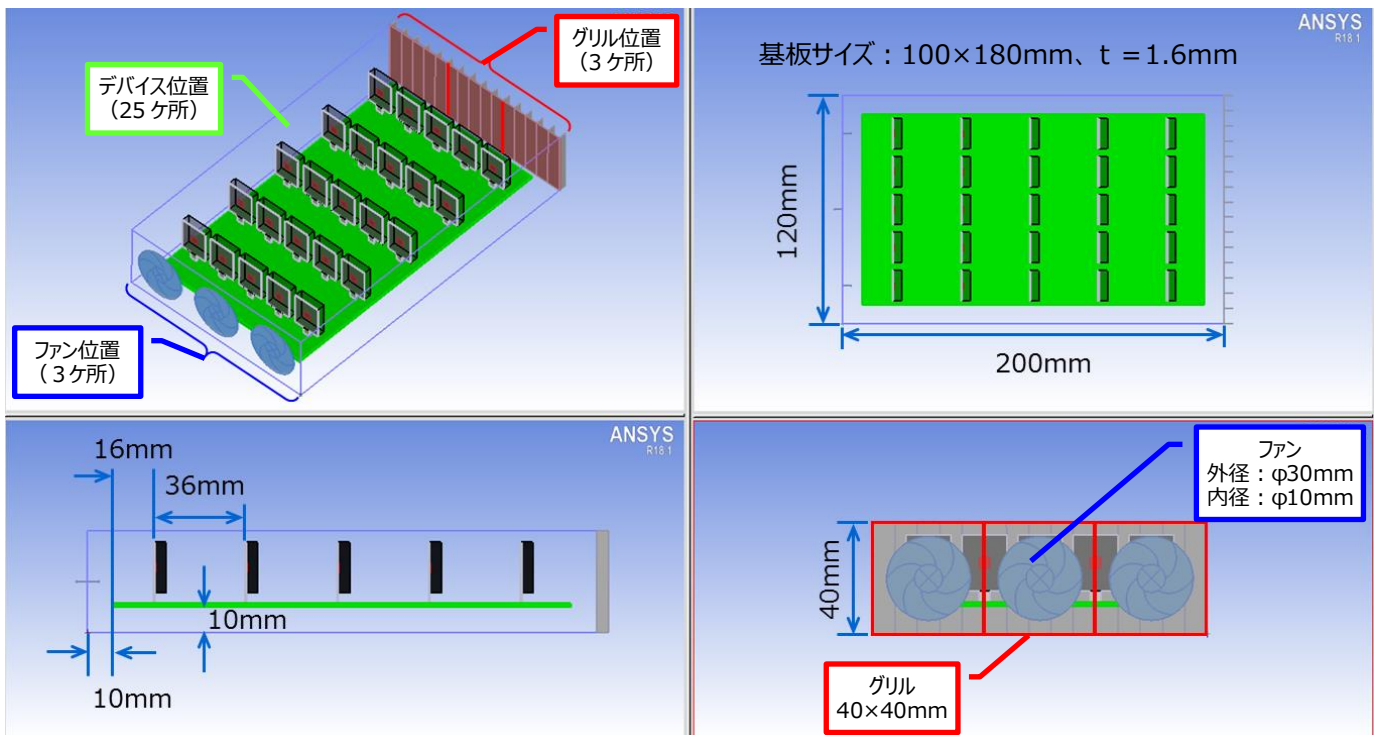 グリル位置
（3ケ所）
デバイス位置
（25ケ所）
ファン位置
（３ケ所）
ANSYS
R18.1
基板サイズ：100×180mm、t＝1.6mm
120mm
200mm
ANSYS
R18.1
16mm
36mm
10mm
10mm
ファン
外径：φ30mm
内径：φ10mm
40mm
グリル
40×40mm